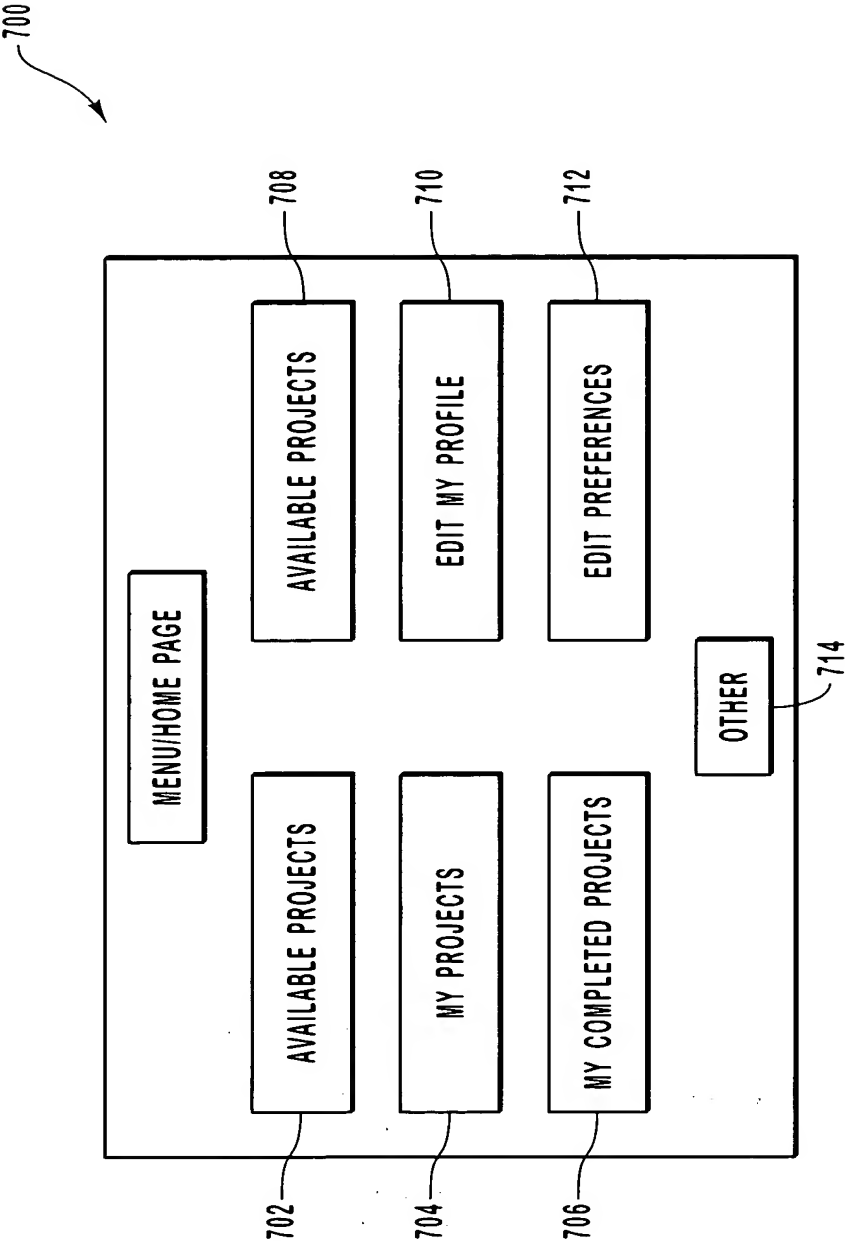 700
MENU/HOME PAGE
702
AVAILABLE PROJECTS
AVAILABLE PROJECTS
708
704
MY PROJECTS
EDIT MY PROFILE
710
706
MY COMPLETED PROJECTS
EDIT PREFERENCES
712
OTHER
714